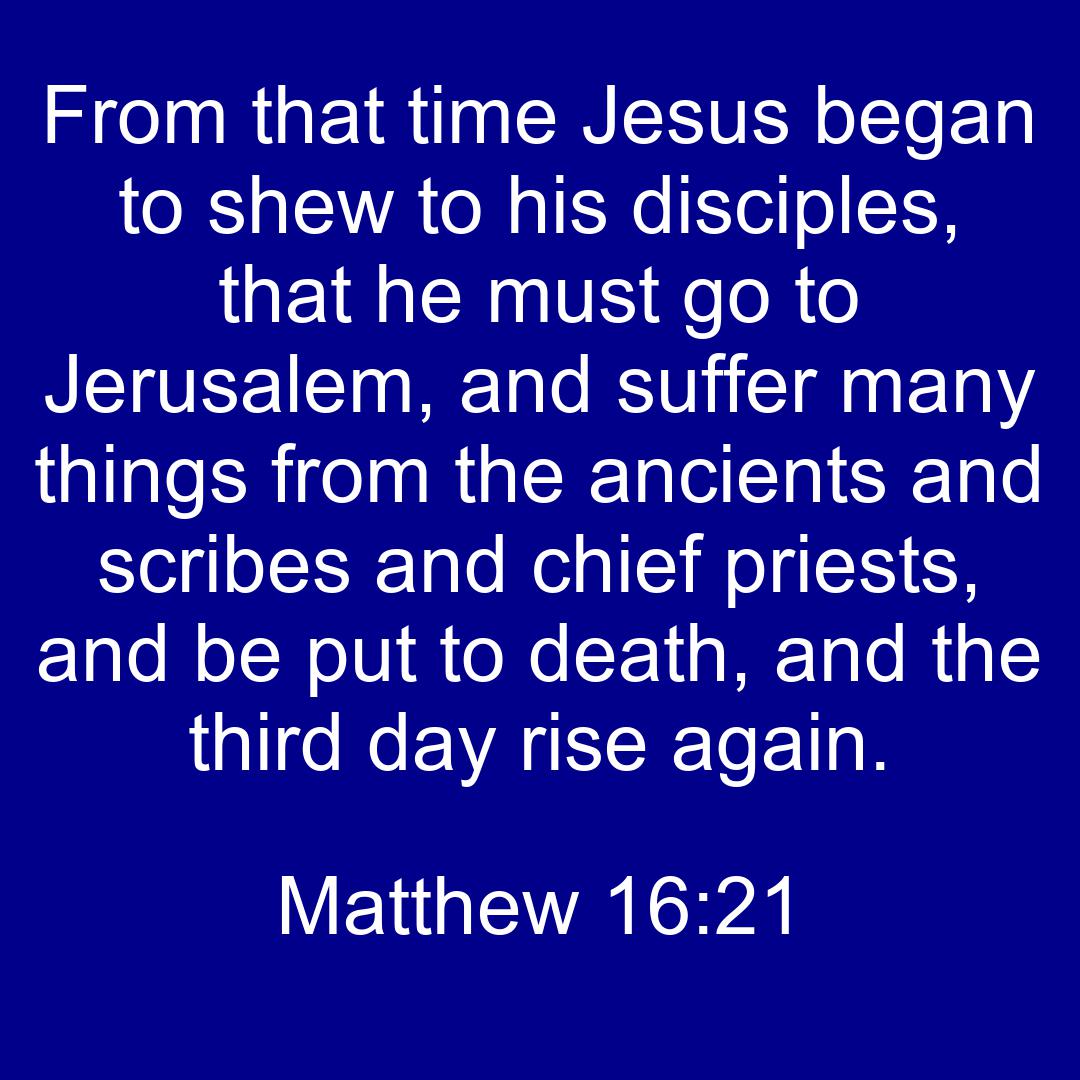 From that time Jesus began
to shew to his disciples,
that he must go to
Jerusalem, and suffer many
things from the ancients and
scribes and chief priests,
and be put to death, and the
third day rise again.
Matthew 16:21